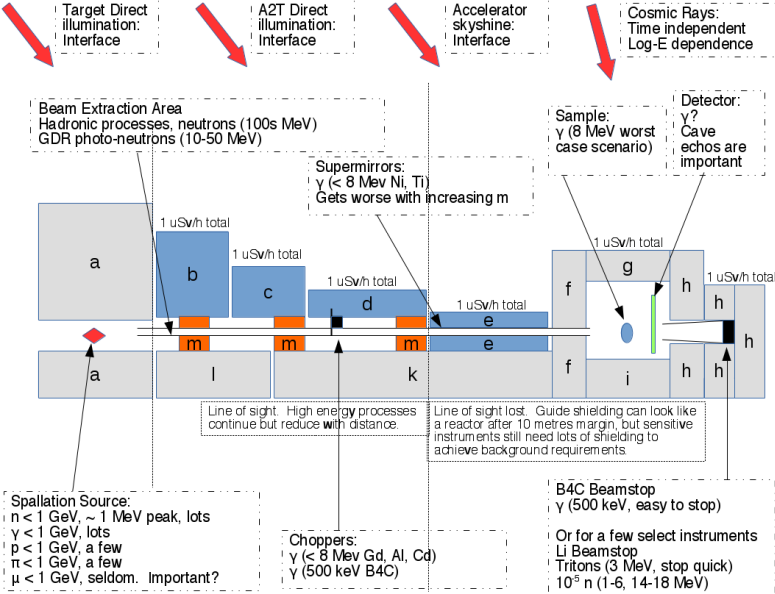 Target Direct
illumination:
Interface
A2T Direct
illumination:
Interface
Accelerator
skyshine:
Interface
Cosmic Rays:
Time independent
Log-E dependence
Beam Extraction Area
Hadronic processes, neutrons (100s MeV)
GDR photo-neutrons (10-50 MeV)
Supermirrors:
γ (< 8 Mev Ni, Ti)
Gets worse with increasing m
Sample:
γ (8 MeV worst
case scenario)
Detector:
γ?
Cave
echos are
important
1 uSv/h total
1 uSv/h total
1 uSv/h total
1 uSv/h total
1 uSv/h total
1 uSv/h total
a
b
c
d
e
f
g
h
h
h
m
m
m
e
a
l
k
f
i
h
h
Line of sight. High energy processes
continue but reduce with distance.
Line of sight lost. Guide shielding can look like
a reactor after 10 metres margin, but sensitive
instruments still need lots of shielding to
achieve background requirements.
Spallation Source:
n < 1 GeV, ~ 1 MeV peak, lots
γ < 1 GeV, lots
p < 1 GeV, a few
π < 1 GeV, a few
μ < 1 GeV, seldom. Important?
Choppers:
γ (< 8 Mev Gd, Al, Cd)
γ (500 keV B4C)
B4C Beamstop
γ (500 keV, easy to stop)
Or for a few select instruments
Li Beamstop
Tritons (3 MeV, stop quick)
10⁻⁵ n (1-6, 14-18 MeV)